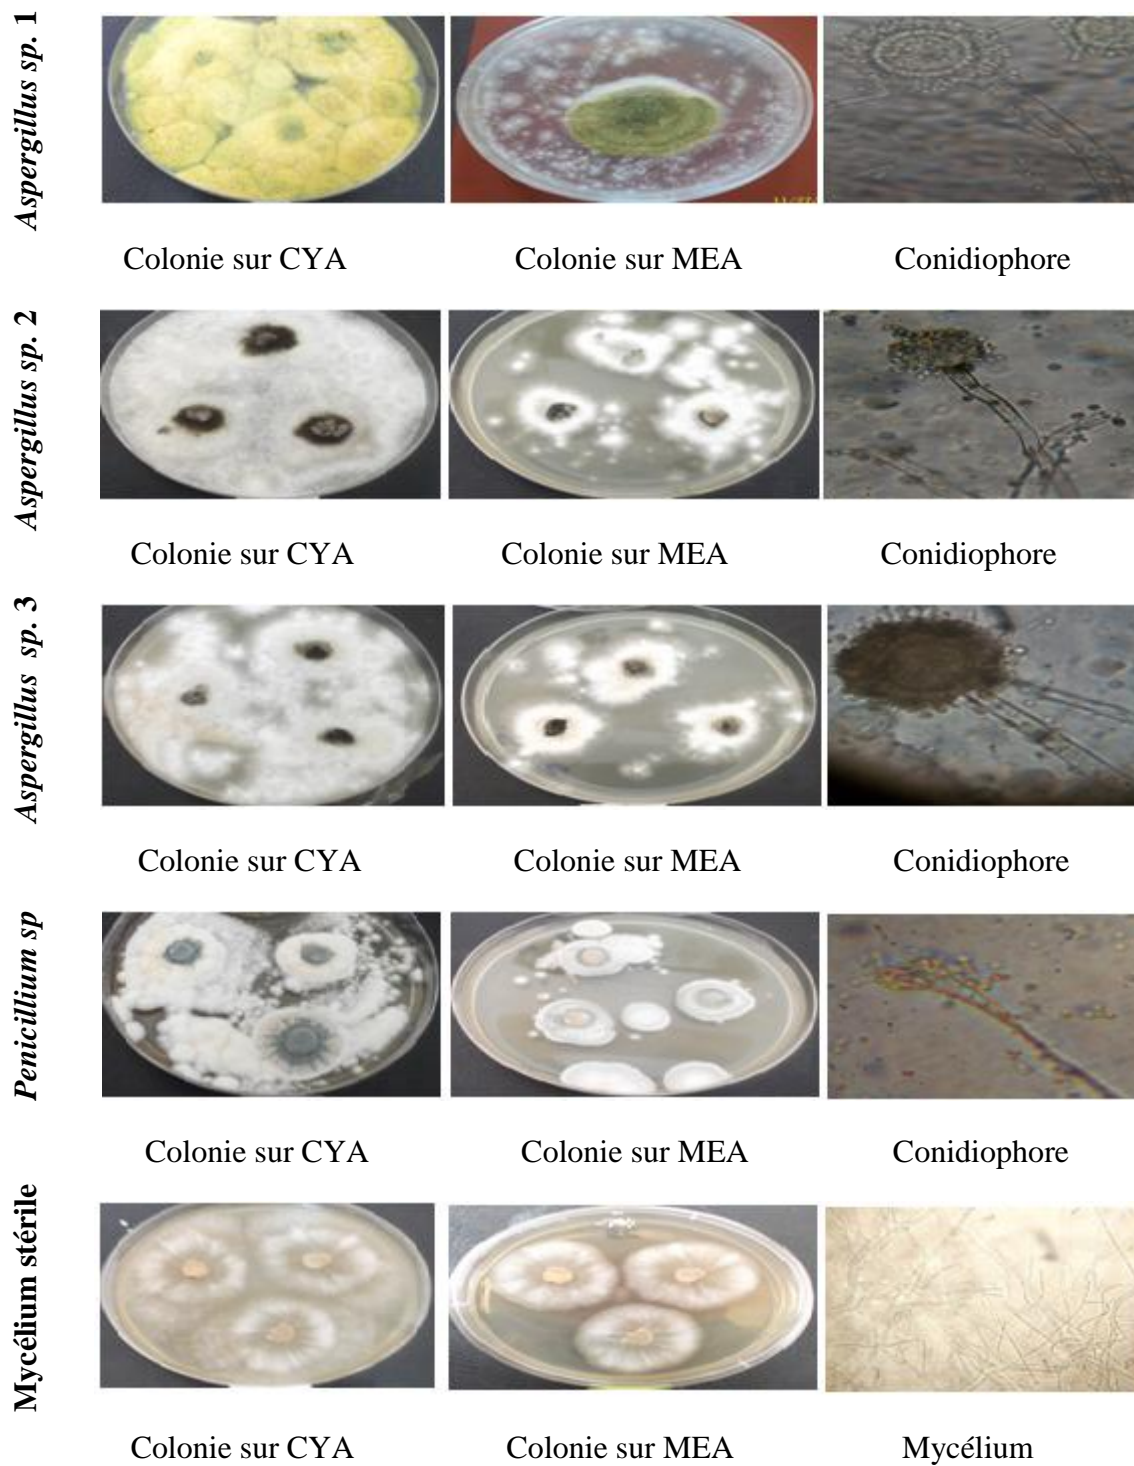 Aspergillus sp. 1
Colonie sur CYA Colonie sur MEA Conidiophore
Aspergillus sp. 2
Colonie sur CYA Colonie sur MEA Conidiophore
Aspergillus sp. 3
Colonie sur CYA Colonie sur MEA Conidiophore
Penicillium sp
Colonie sur CYA Colonie sur MEA Conidiophore
Mycélium stérile
Colonie sur CYA Colonie sur MEA Mycélium